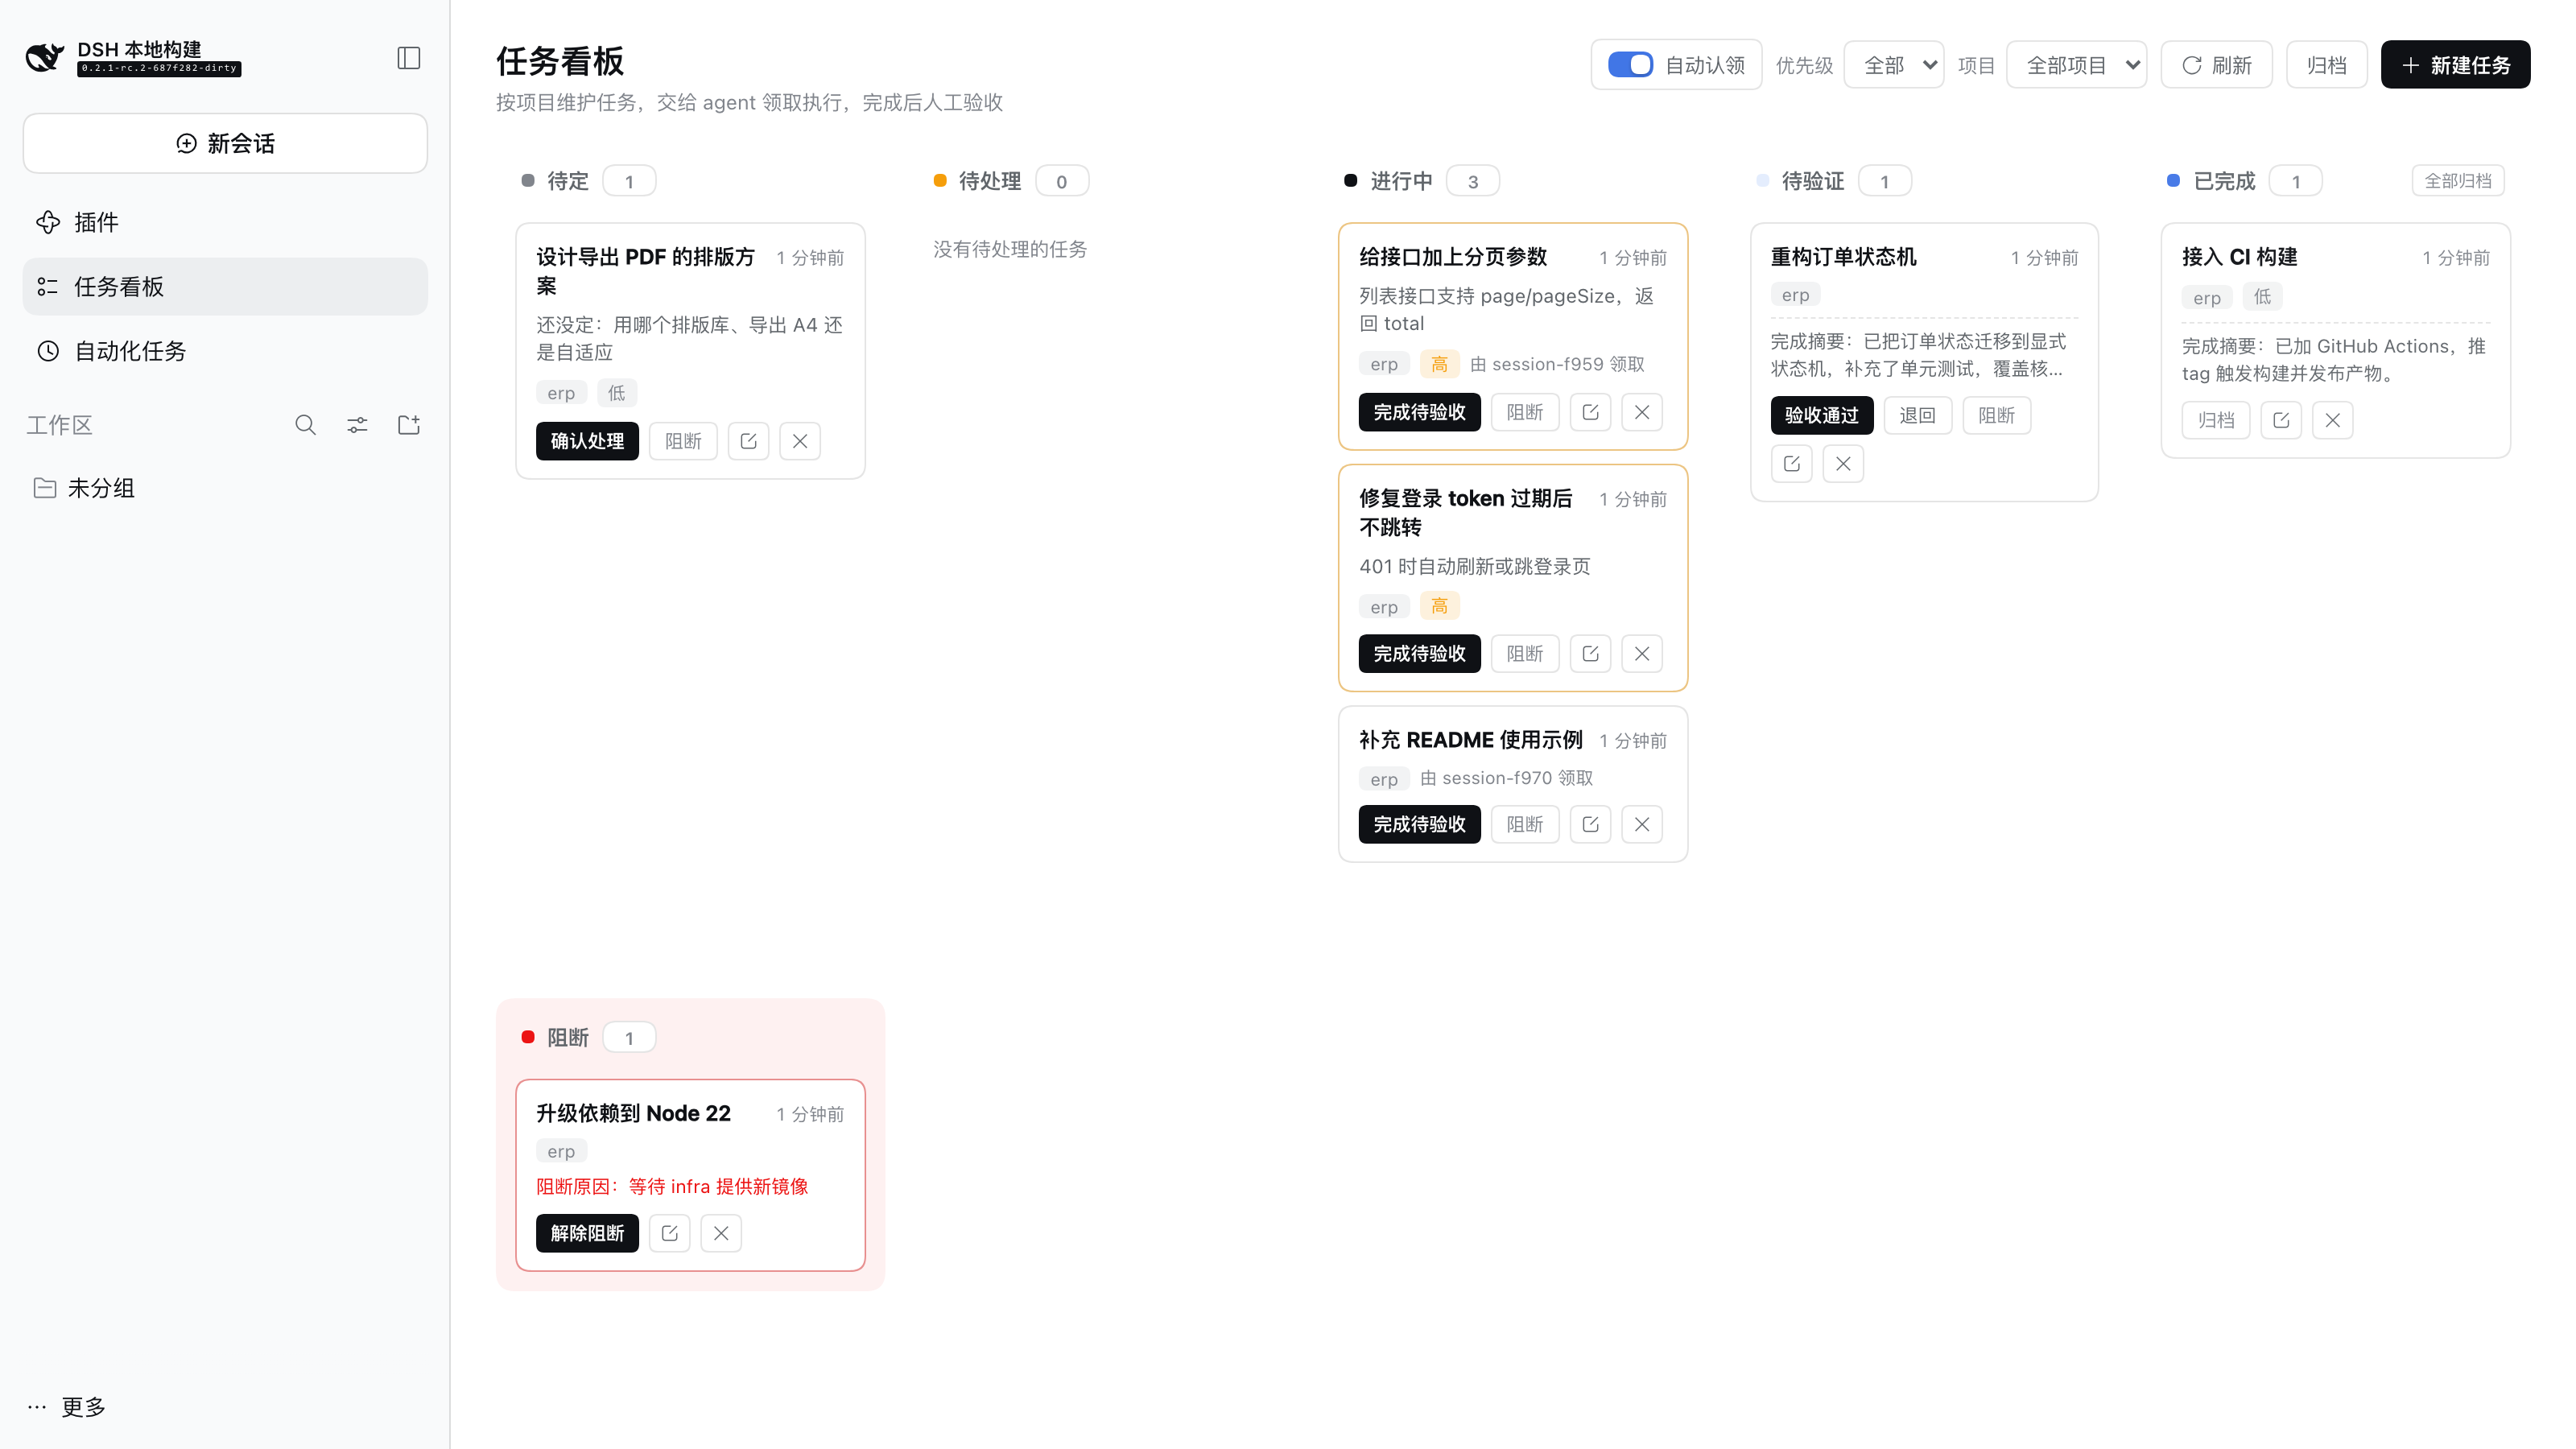 DSH 本地构建
0.2.1-rc.2-687f282-dirty
新会话
插件
任务看板
自动化任务
工作区
未分组
更多
任务看板
按项目维护任务，交给 agent 领取执行，完成后人工验收
自动认领
优先级
全部
项目
全部项目
刷新
归档
新建任务
待定 1
设计导出 PDF 的排版方
案
1 分钟前
还没定：用哪个排版库、导出 A4 还
是自适应
erp 低
确认处理 阻断
待处理 0
没有待处理的任务
进行中 3
给接口加上分页参数 1 分钟前
列表接口支持 page/pageSize，返
回 total
erp 高 由 session-f959 领取
完成待验收 阻断
修复登录 token 过期后
不跳转
1 分钟前
401 时自动刷新或跳登录页
erp 高
完成待验收 阻断
补充 README 使用示例 1 分钟前
erp 由 session-f970 领取
完成待验收 阻断
待验证 1
重构订单状态机 1 分钟前
erp
完成摘要：已把订单状态迁移到显式
状态机，补充了单元测试，覆盖核...
验收通过 退回 阻断
已完成 1 全部归档
接入 CI 构建 1 分钟前
erp 低
完成摘要：已加 GitHub Actions，推
tag 触发构建并发布产物。
归档
阻断 1
升级依赖到 Node 22 1 分钟前
erp
阻断原因：等待 infra 提供新镜像
解除阻断